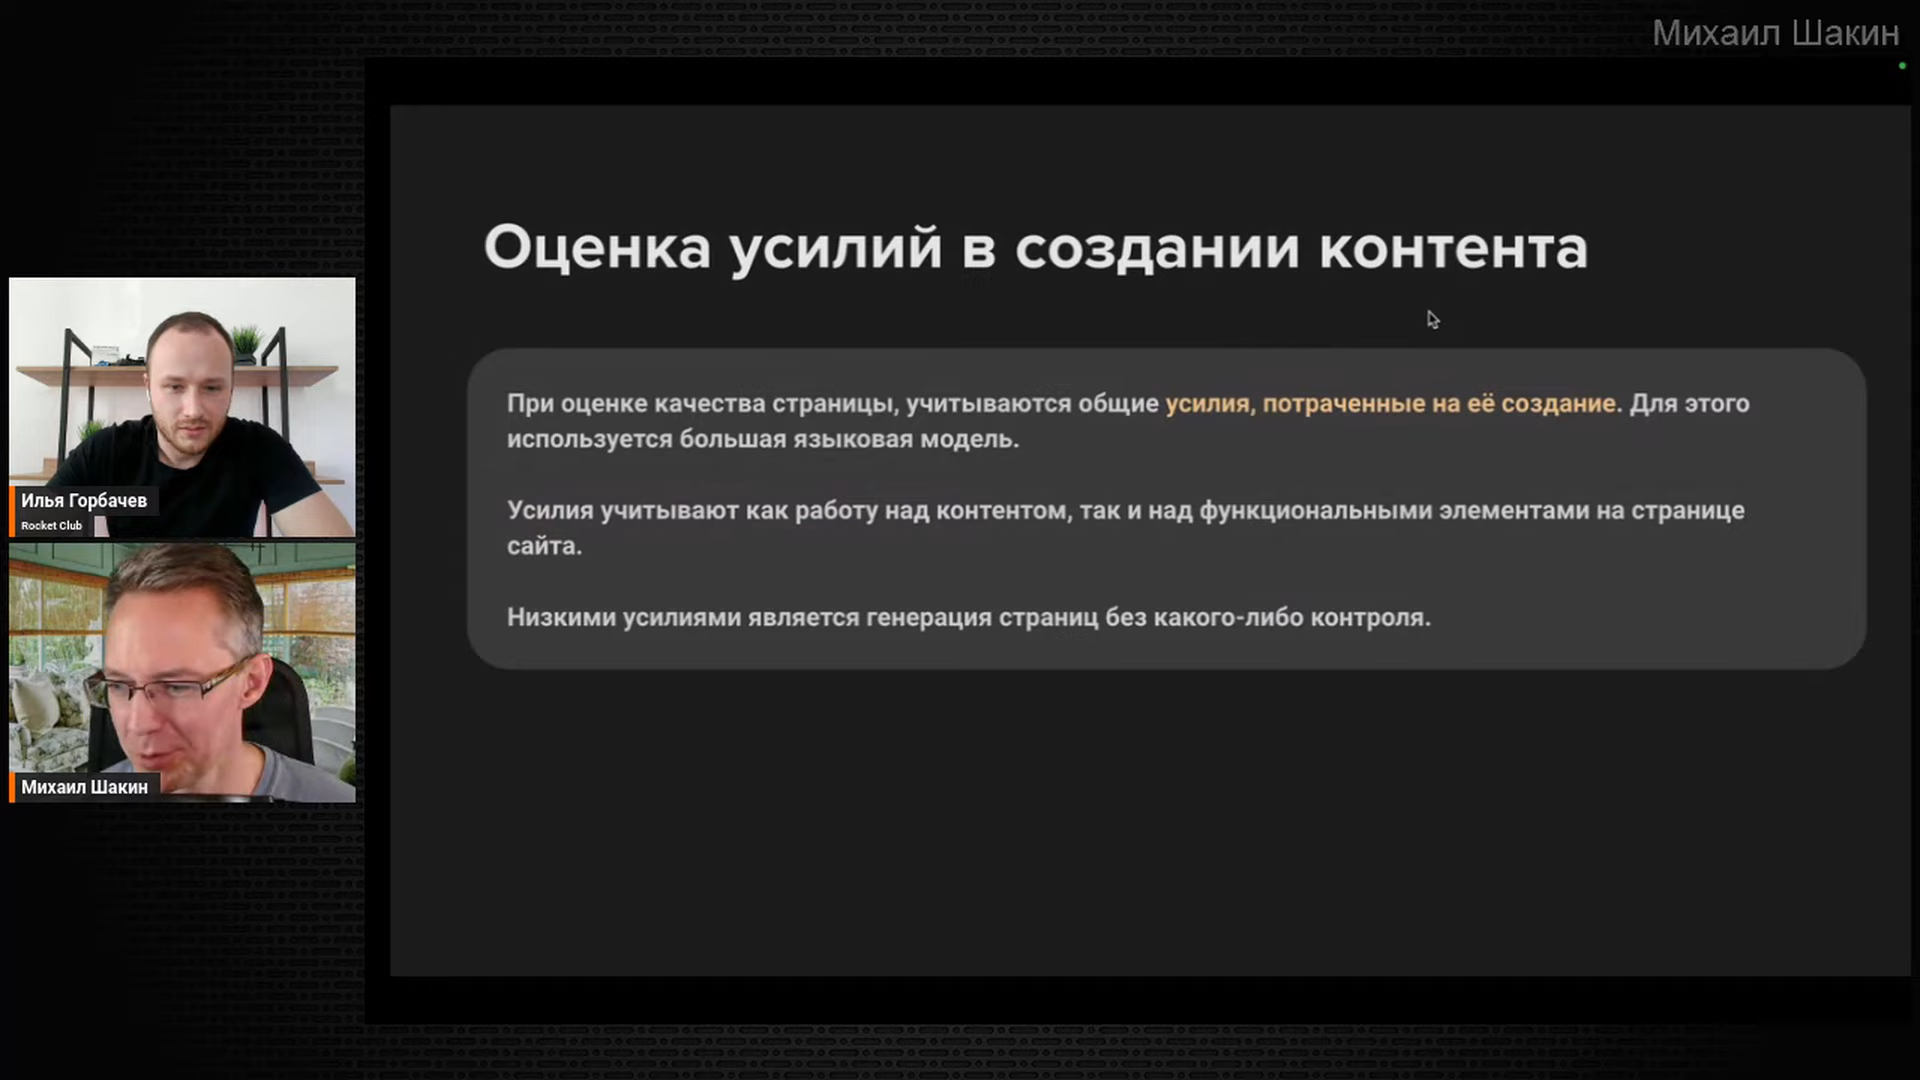 Михаил Шакин
Оценка усилий в создании контента
При оценке качества страницы, учитываются общие усилия, потраченные на её создание. Для этого
используется большая языковая модель.
Усилия учитывают как работу над контентом, так и над функциональными элементами на странице
сайта.
Низкими усилиями является генерация страниц без какого-либо контроля.
Илья Горбачев
Rocket Club
Михаил Шакин